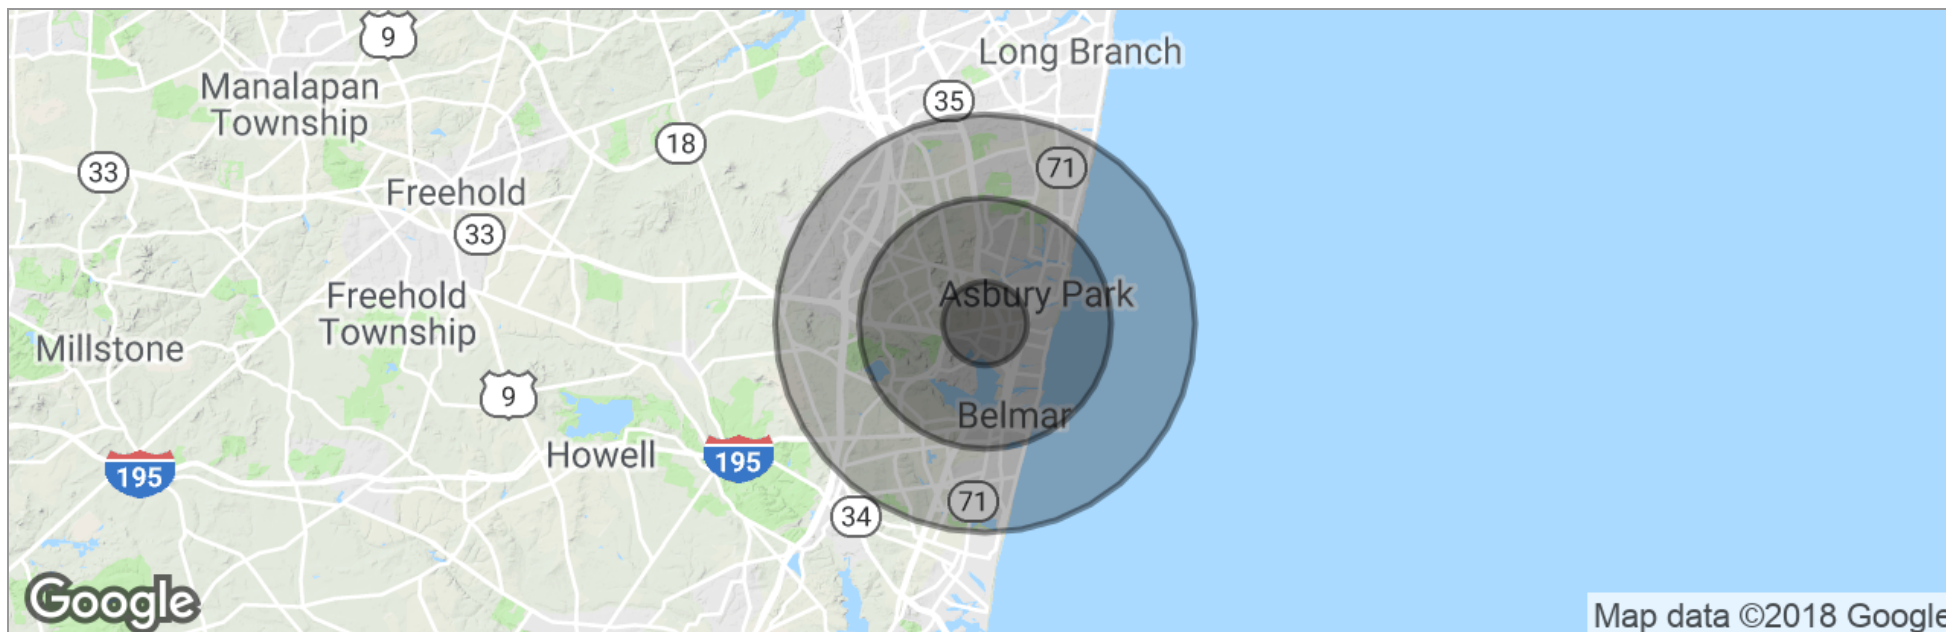 9
Long Branch
Manalapan
Township
35
18
71
33
Freehold
33
Asbury Park
Freehold
Township
Millstone
9
Belmar
Howell
195
195
71
34
Google
Map data ©2018 Google